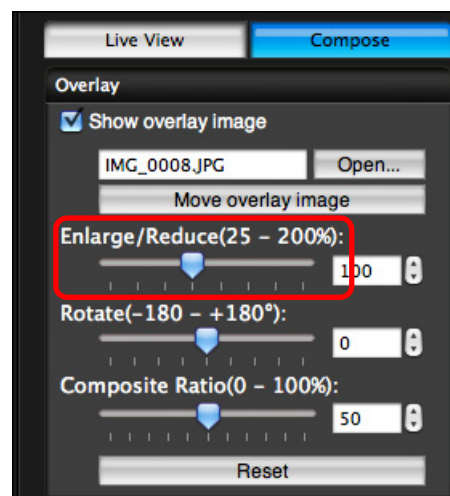 Live View Compose
Overlay
Show overlay image
IMG_0008.JPG Open...
Move overlay image
Enlarge/Reduce(25 – 200%):
100
Rotate(-180 – +180°):
0
Composite Ratio(0 – 100%):
50
Reset